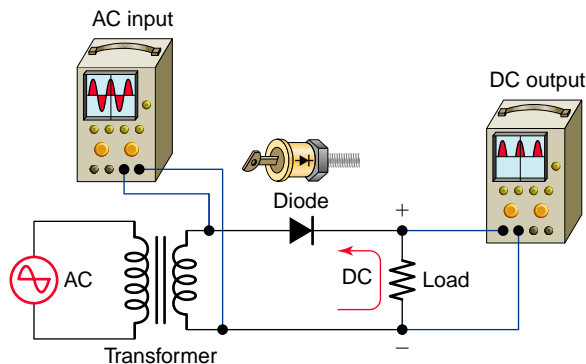 AC input
DC output
Diode
+
AC
DC
Load
−
Transformer